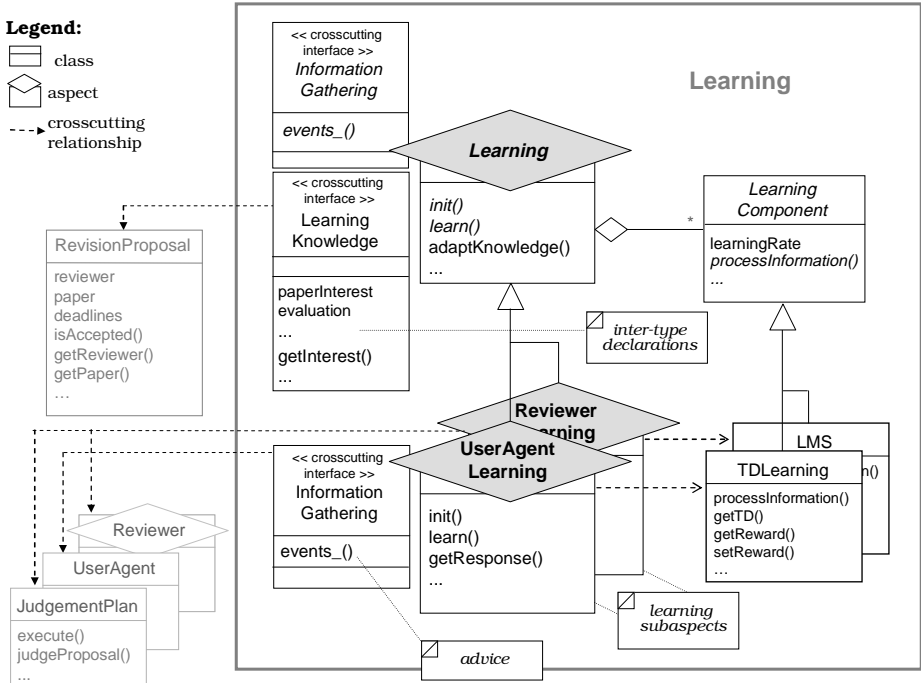 Legend:
class
aspect
crosscutting
relationship
Learning
<< crosscutting
interface >>
Information
Gathering
events_()
Learning
init()
learn()
adaptKnowledge()
...
Learning
Component
learningRate
processInformation()
...
*
<< crosscutting
interface >>
Learning
Knowledge
paperInterest
evaluation
...
getInterest()
...
RevisionProposal
reviewer
paper
deadlines
isAccepted()
getReviewer()
getPaper()
...
inter-type
declarations
Reviewer
arning
UserAgent
Learning
init()
learn()
getResponse()
...
LMS
n()
TDLearning
processInformation()
getTD()
getReward()
setReward()
...
<< crosscutting
interface >>
Information
Gathering
events_()
Reviewer
UserAgent
JudgementPlan
execute()
judgeProposal()
...
learning
subaspects
advice